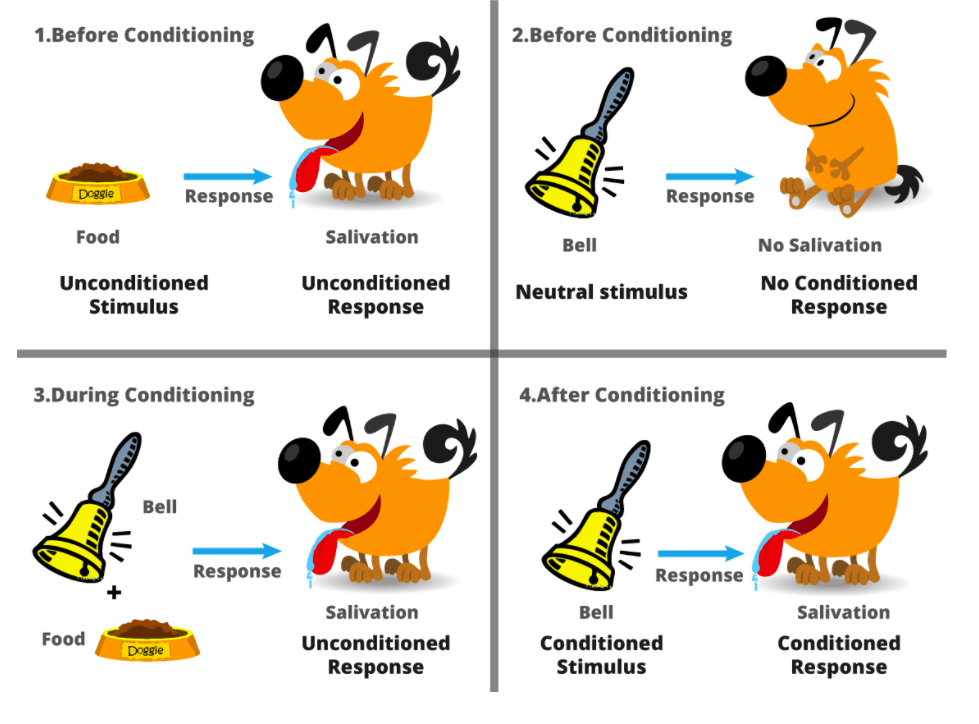 1.Before Conditioning
Doggie
Response
Food
Salivation
Unconditioned
Stimulus
Unconditioned
Response
2.Before Conditioning
Response
Bell
No Salivation
Neutral stimulus
No Conditioned
Response
3.During Conditioning
Bell
+
Food
Doggie
Response
Salivation
Unconditioned
Response
4.After Conditioning
Response
Bell
Salivation
Conditioned
Stimulus
Conditioned
Response